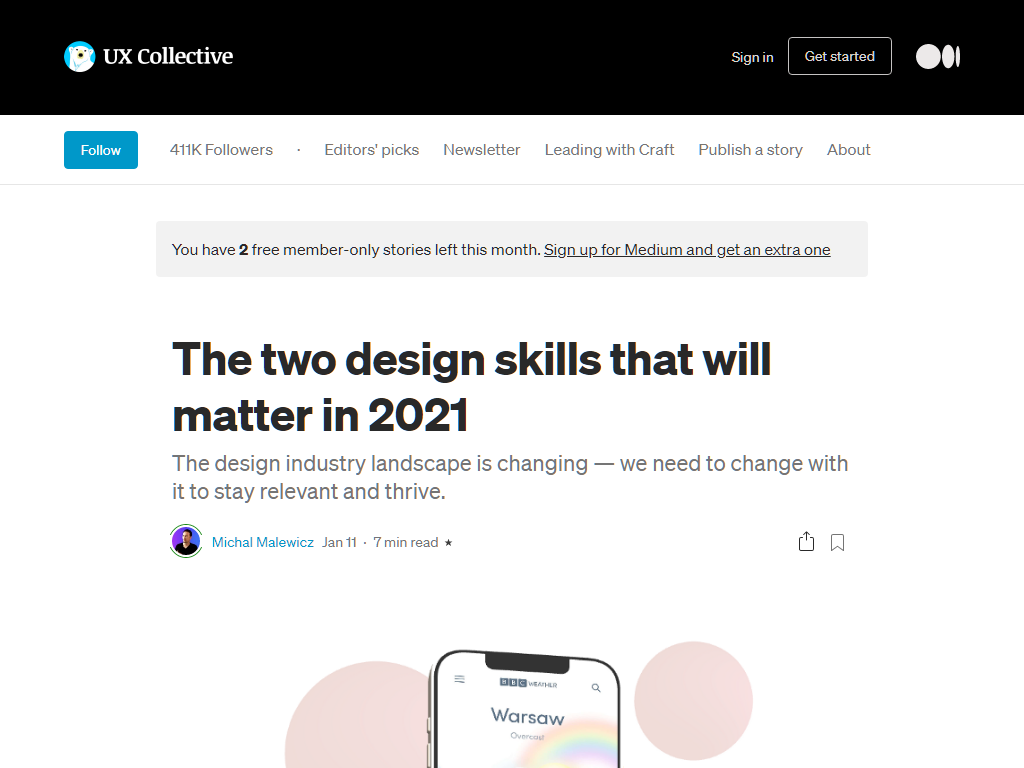 UX Collective
Sign in
Get started
Follow
411K Followers · Editors' picks Newsletter Leading with Craft Publish a story About
You have 2 free member-only stories left this month. Sign up for Medium and get an extra one
The two design skills that will
matter in 2021
The design industry landscape is changing — we need to change with
it to stay relevant and thrive.
Michal Malewicz Jan 11 · 7 min read ★
BBC WEATHER
Warsaw
Overcast